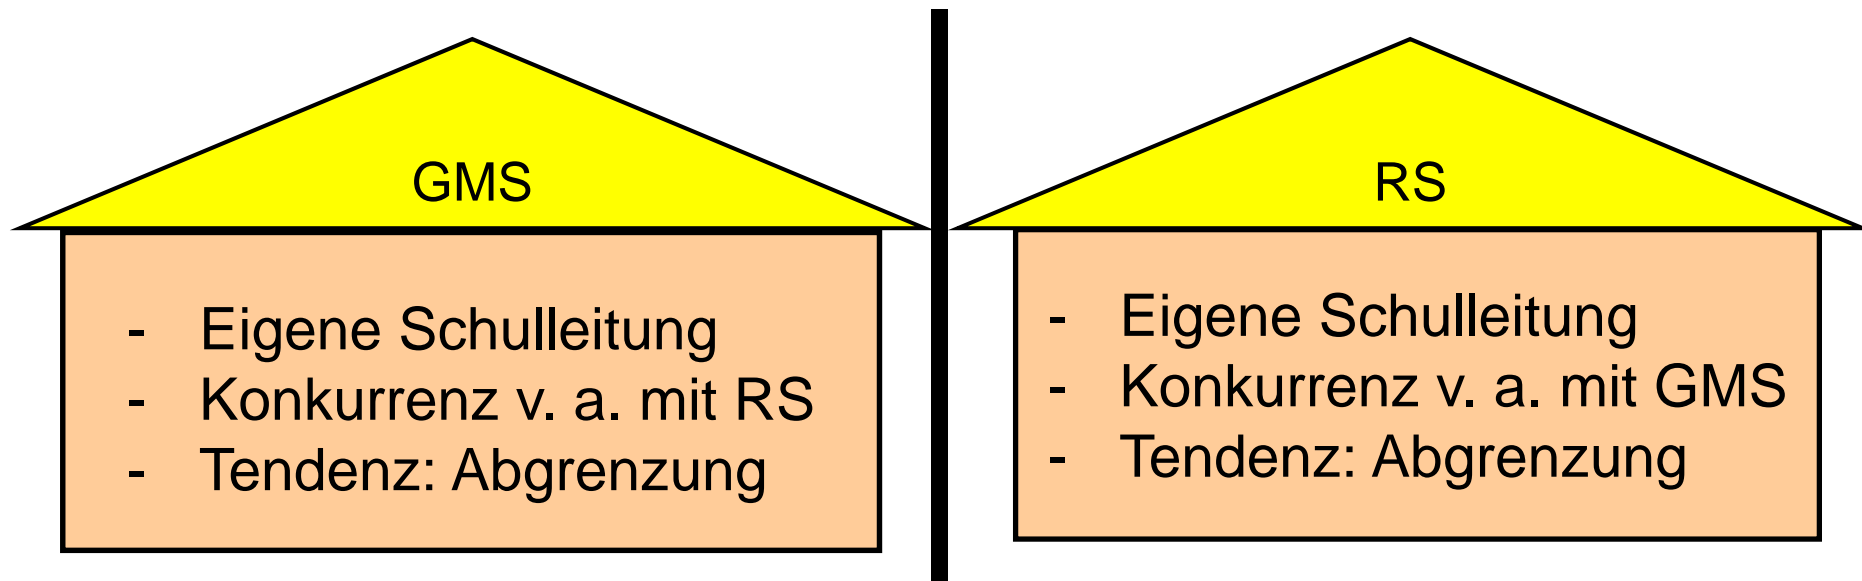 GMS
- Eigene Schulleitung
- Konkurrenz v. a. mit RS
- Tendenz: Abgrenzung
RS
- Eigene Schulleitung
- Konkurrenz v. a. mit GMS
- Tendenz: Abgrenzung